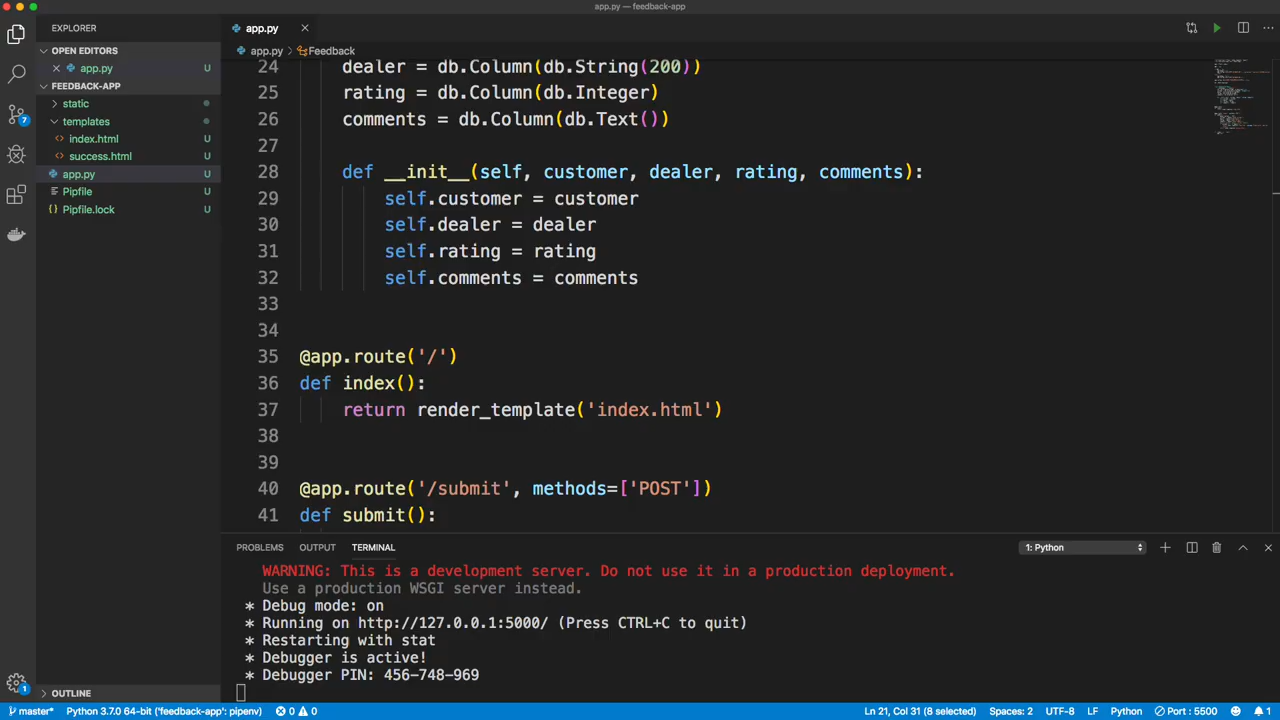 app.py — feedback-app
EXPLORER
OPEN EDITORS
app.py U
FEEDBACK-APP
static
templates
index.html U
success.html U
app.py U
Pipfile U
Pipfile.lock U
OUTLINE
7
1
app.py
app.py Feedback
24 dealer = db.Column(db.String(200))
25 rating = db.Column(db.Integer)
26 comments = db.Column(db.Text())
27
28 def __init__(self, customer, dealer, rating, comments):
29 self.customer = customer
30 self.dealer = dealer
31 self.rating = rating
32 self.comments = comments
33
34
35 @app.route('/')
36 def index():
37 return render_template('index.html')
38
39
40 @app.route('/submit', methods=['POST'])
41 def submit():
PROBLEMS OUTPUT TERMINAL 1: Python
WARNING: This is a development server. Do not use it in a production deployment.
Use a production WSGI server instead.
* Debug mode: on
* Running on http://127.0.0.1:5000/ (Press CTRL+C to quit)
* Restarting with stat
* Debugger is active!
* Debugger PIN: 456-748-969
master* Python 3.7.0 64-bit ('feedback-app': pipenv) 0 0 Ln 21, Col 31 (8 selected) Spaces: 2 UTF-8 LF Python Port : 5500 1